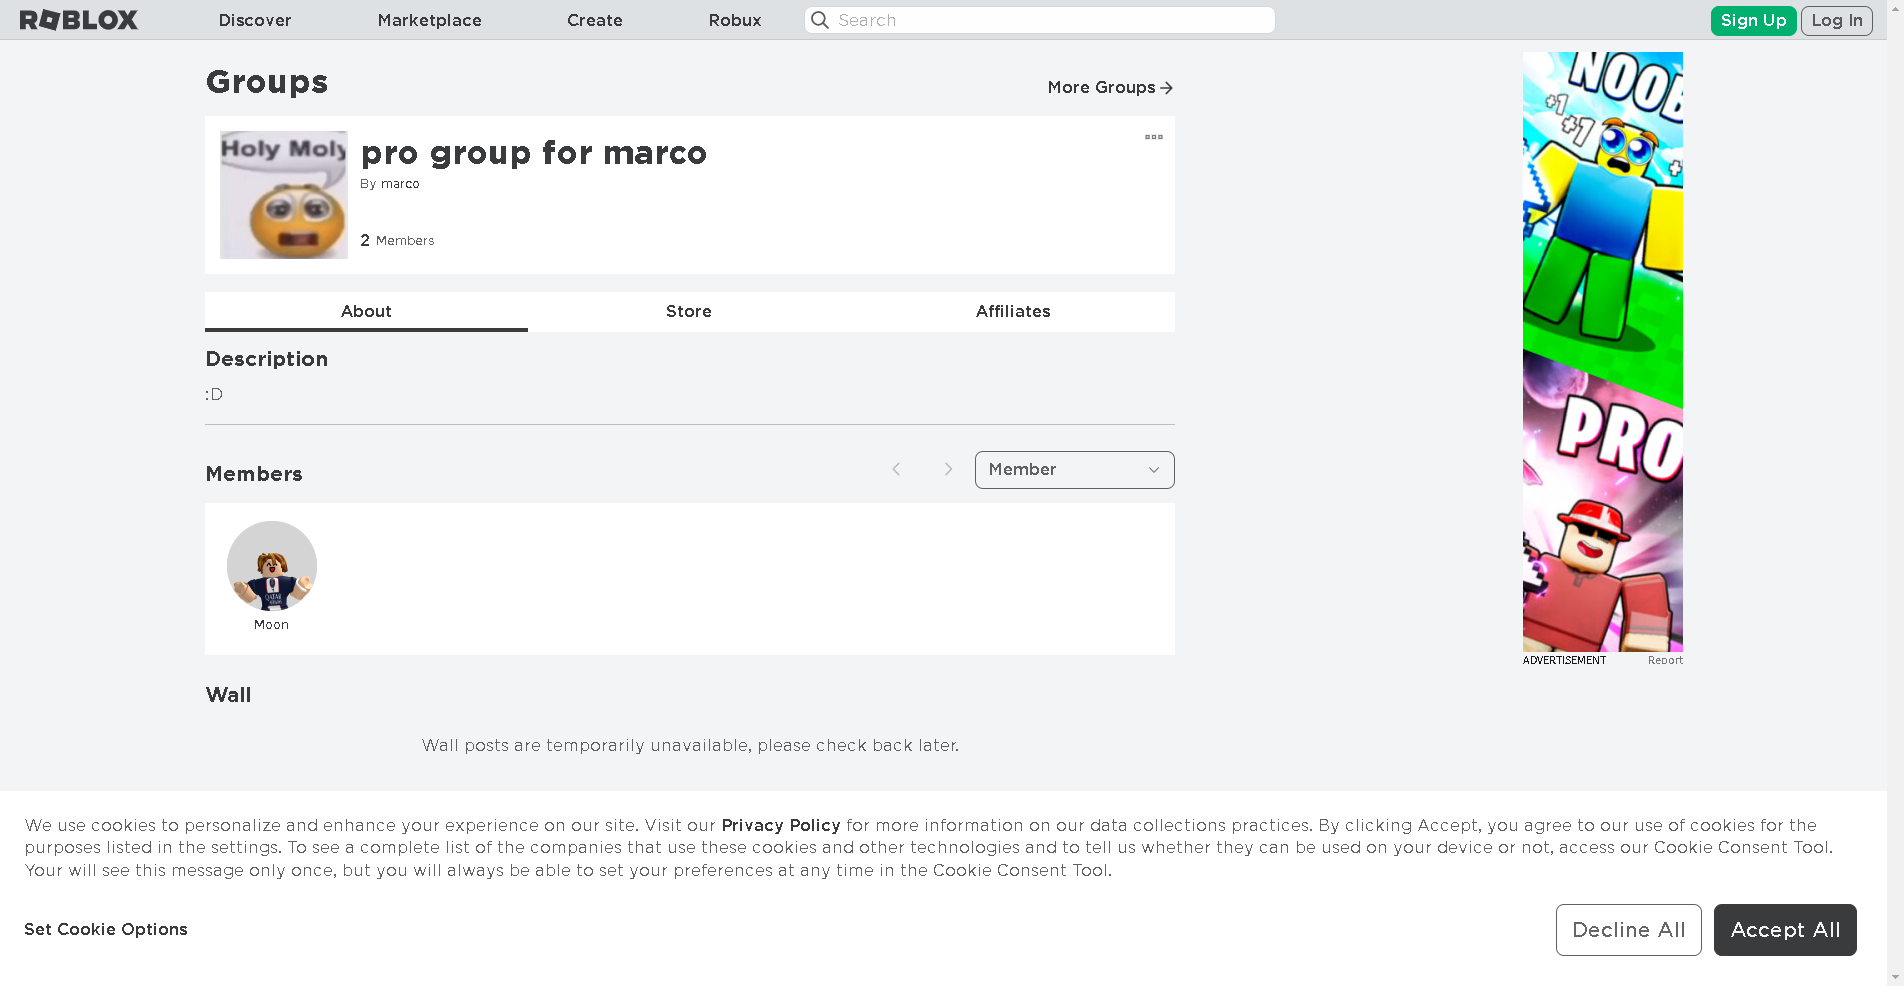 ROBLOX
Discover
Marketplace
Create
Robux
Search
Sign Up
Log In
Groups
More Groups
Holy Moly
pro group for marco
By marco
2 Members
About
Store
Affiliates
Description
:D
Members
Member
QATAR
Moon
Wall
Wall posts are temporarily unavailable, please check back later.
NOOB
+1
+1
+1
PRO
ADVERTISEMENT
Report
We use cookies to personalize and enhance your experience on our site. Visit our Privacy Policy for more information on our data collections practices. By clicking Accept, you agree to our use of cookies for the
purposes listed in the settings. To see a complete list of the companies that use these cookies and other technologies and to tell us whether they can be used on your device or not, access our Cookie Consent Tool.
Your will see this message only once, but you will always be able to set your preferences at any time in the Cookie Consent Tool.
Set Cookie Options
Decline All
Accept All